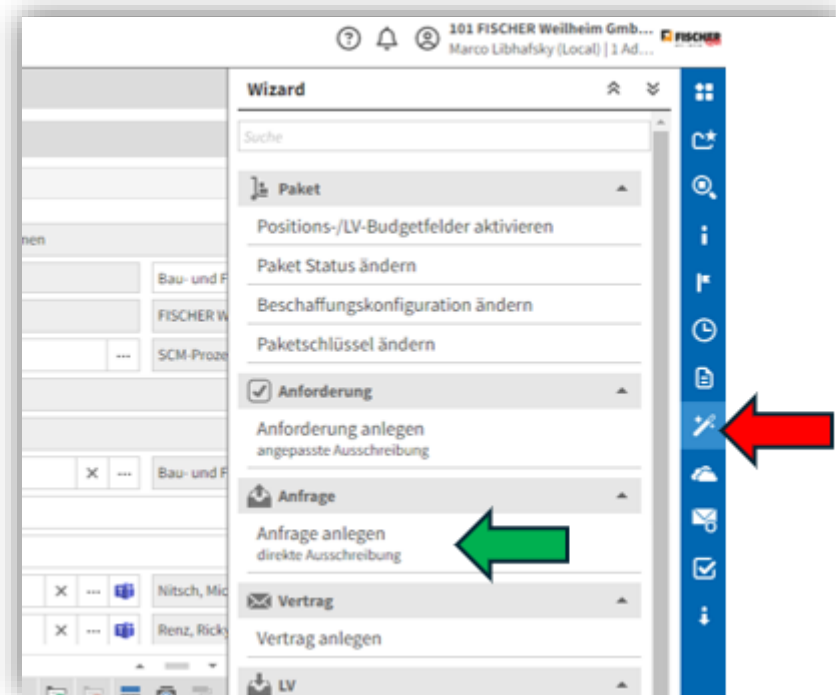 101 FISCHER Weilheim Gmb...
Marco Libhafsky (Local) | 1 Ad...
FISCHER
Wizard
Suche
Paket
Positions-/LV-Budgetfelder aktivieren
nen
Paket Status ändern
Bau- und F
Beschaffungskonfiguration ändern
FISCHER W
Paketschlüssel ändern
SCM-Proze
Anforderung
Anforderung anlegen
angepasste Ausschreibung
Bau- und F
Anfrage
Anfrage anlegen
direkte Ausschreibung
Nitsch, Mic
Vertrag
Renz, Ricky
Vertrag anlegen
LV